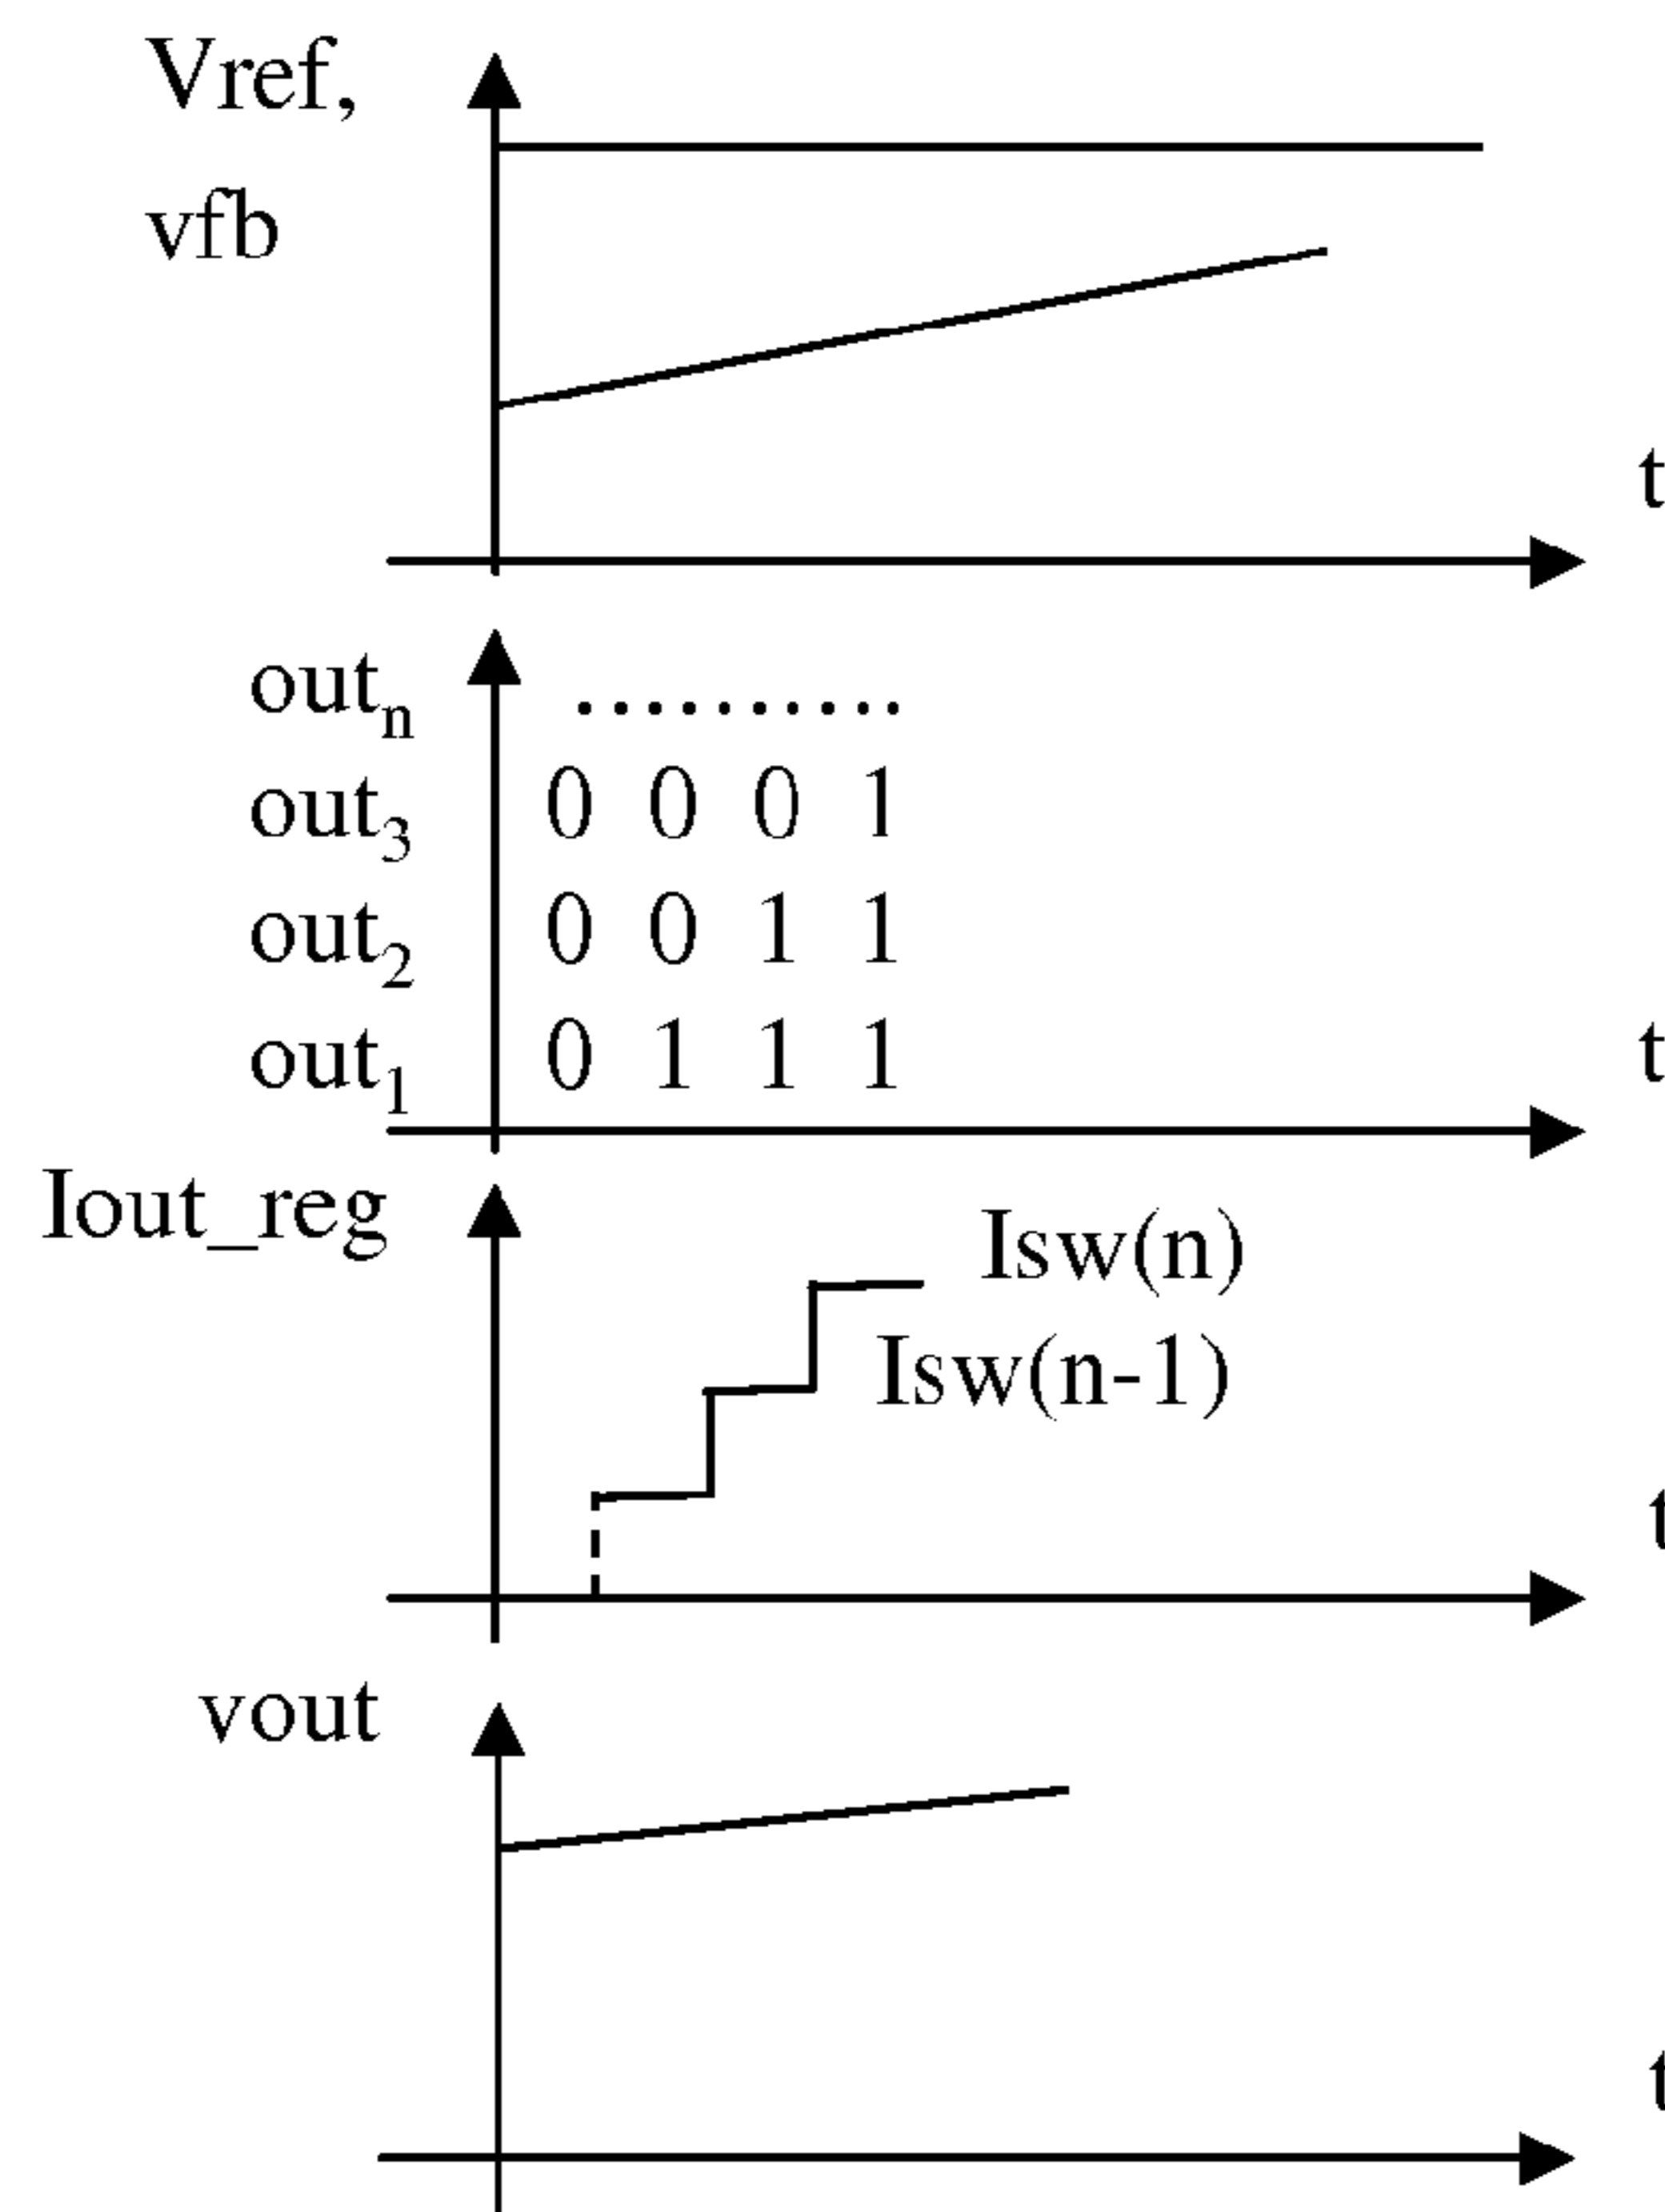 Vref,
vfb
t
outₙ ..........
out₃ 0 0 0 1
out₂ 0 0 1 1
out₁ 0 1 1 1
t
Iout_reg
Isw(n)
Isw(n-1)
t
vout
t